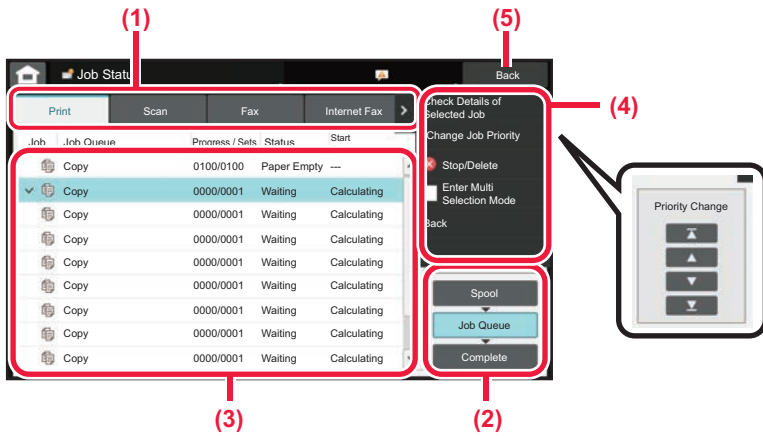 (1)
(5)
Job Status
Back
(4)
Print
Scan
Fax
Internet Fax
Check Details of
Selected Job
Change Job Priority
Stop/Delete
Enter Multi
Selection Mode
Back
Job
Job Queue
Progress / Sets
Status
Start
Copy 0100/0100 Paper Empty ---
Copy 0000/0001 Waiting Calculating
Copy 0000/0001 Waiting Calculating
Copy 0000/0001 Waiting Calculating
Copy 0000/0001 Waiting Calculating
Copy 0000/0001 Waiting Calculating
Copy 0000/0001 Waiting Calculating
Copy 0000/0001 Waiting Calculating
Copy 0000/0001 Waiting Calculating
Priority Change
Spool
Job Queue
Complete
(3)
(2)